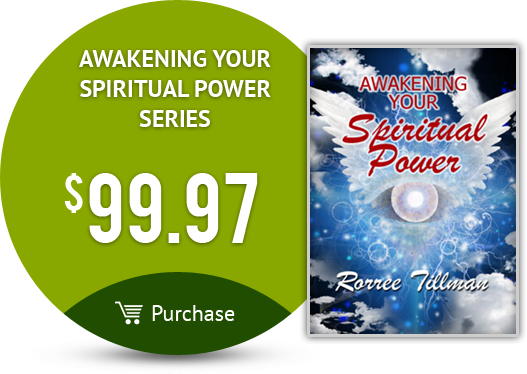 AWAKENING YOUR
SPIRITUAL POWER
SERIES
$99.97
Purchase
AWAKENING
YOUR
Spiritual
Power
Rorree Tillman